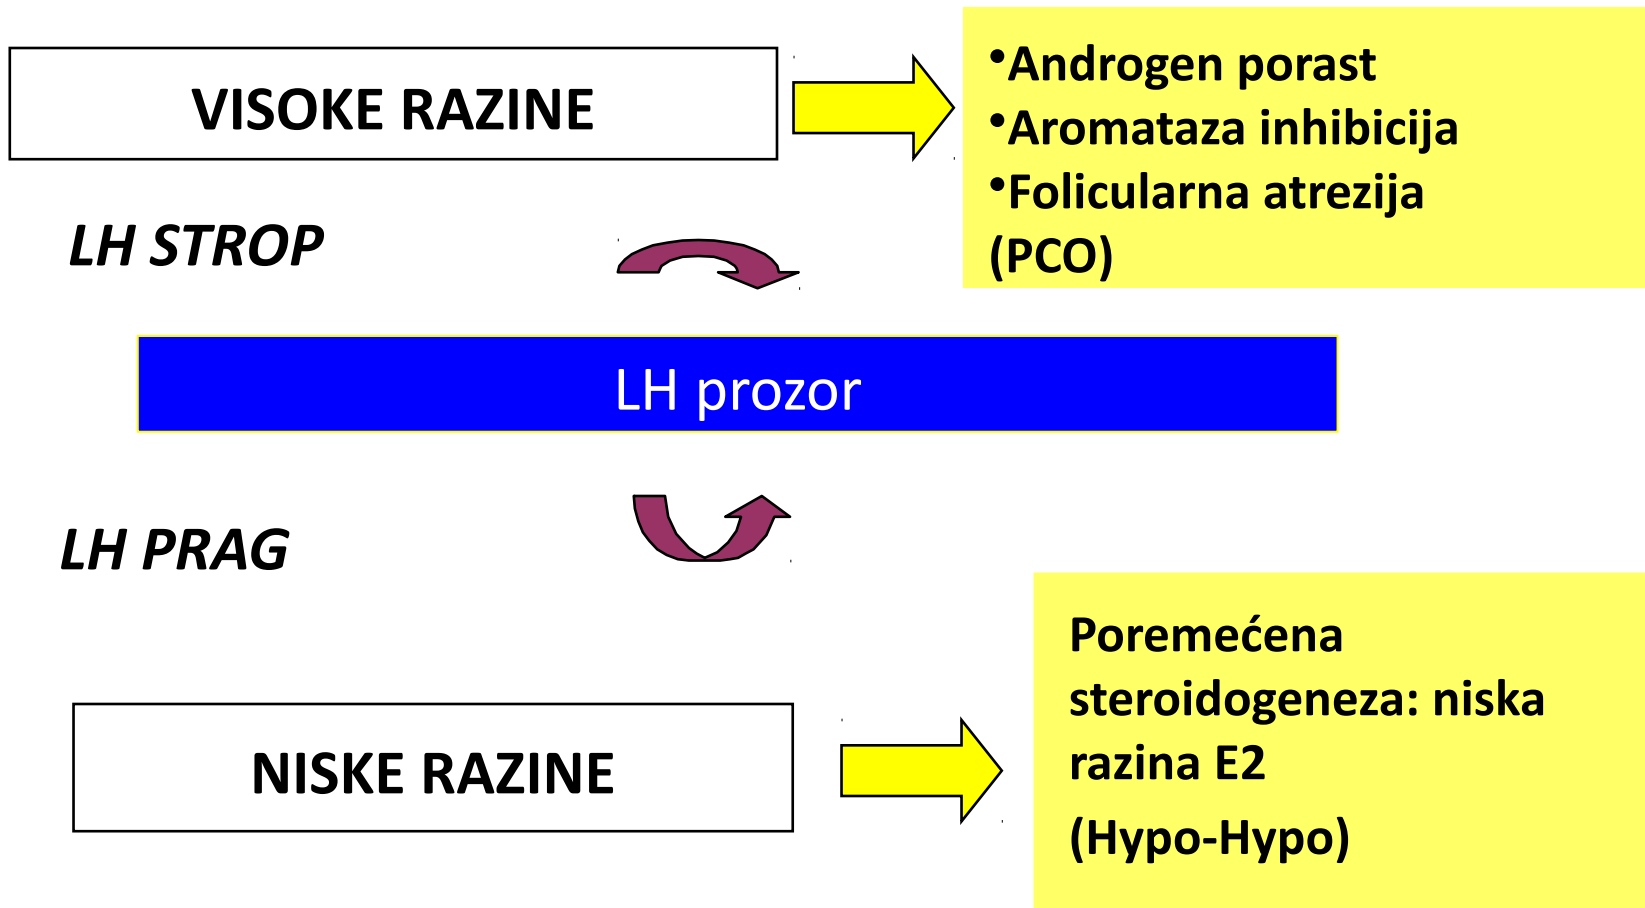 VISOKE RAZINE
•Androgen porast
•Aromataza inhibicija
•Folicularna atrezija
(PCO)
LH STROP
LH prozor
LH PRAG
NISKE RAZINE
Poremećena
steroidogeneza: niska
razina E2
(Hypo-Hypo)